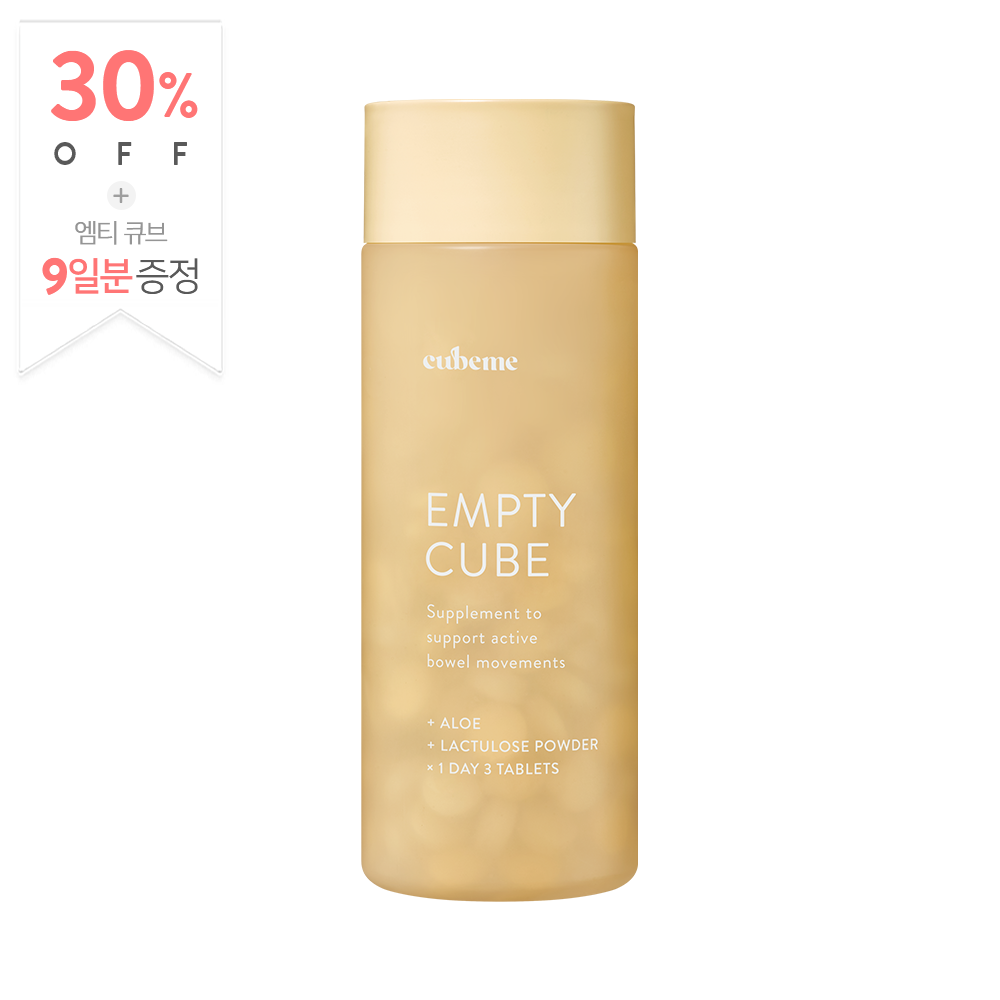 30%
OFF
+
엠티 큐브
9일분 증정
cubeme
EMPTY
CUBE
Supplement to
support active
bowel movements
+ ALOE
+ LACTULOSE POWDER
× 1 DAY 3 TABLETS